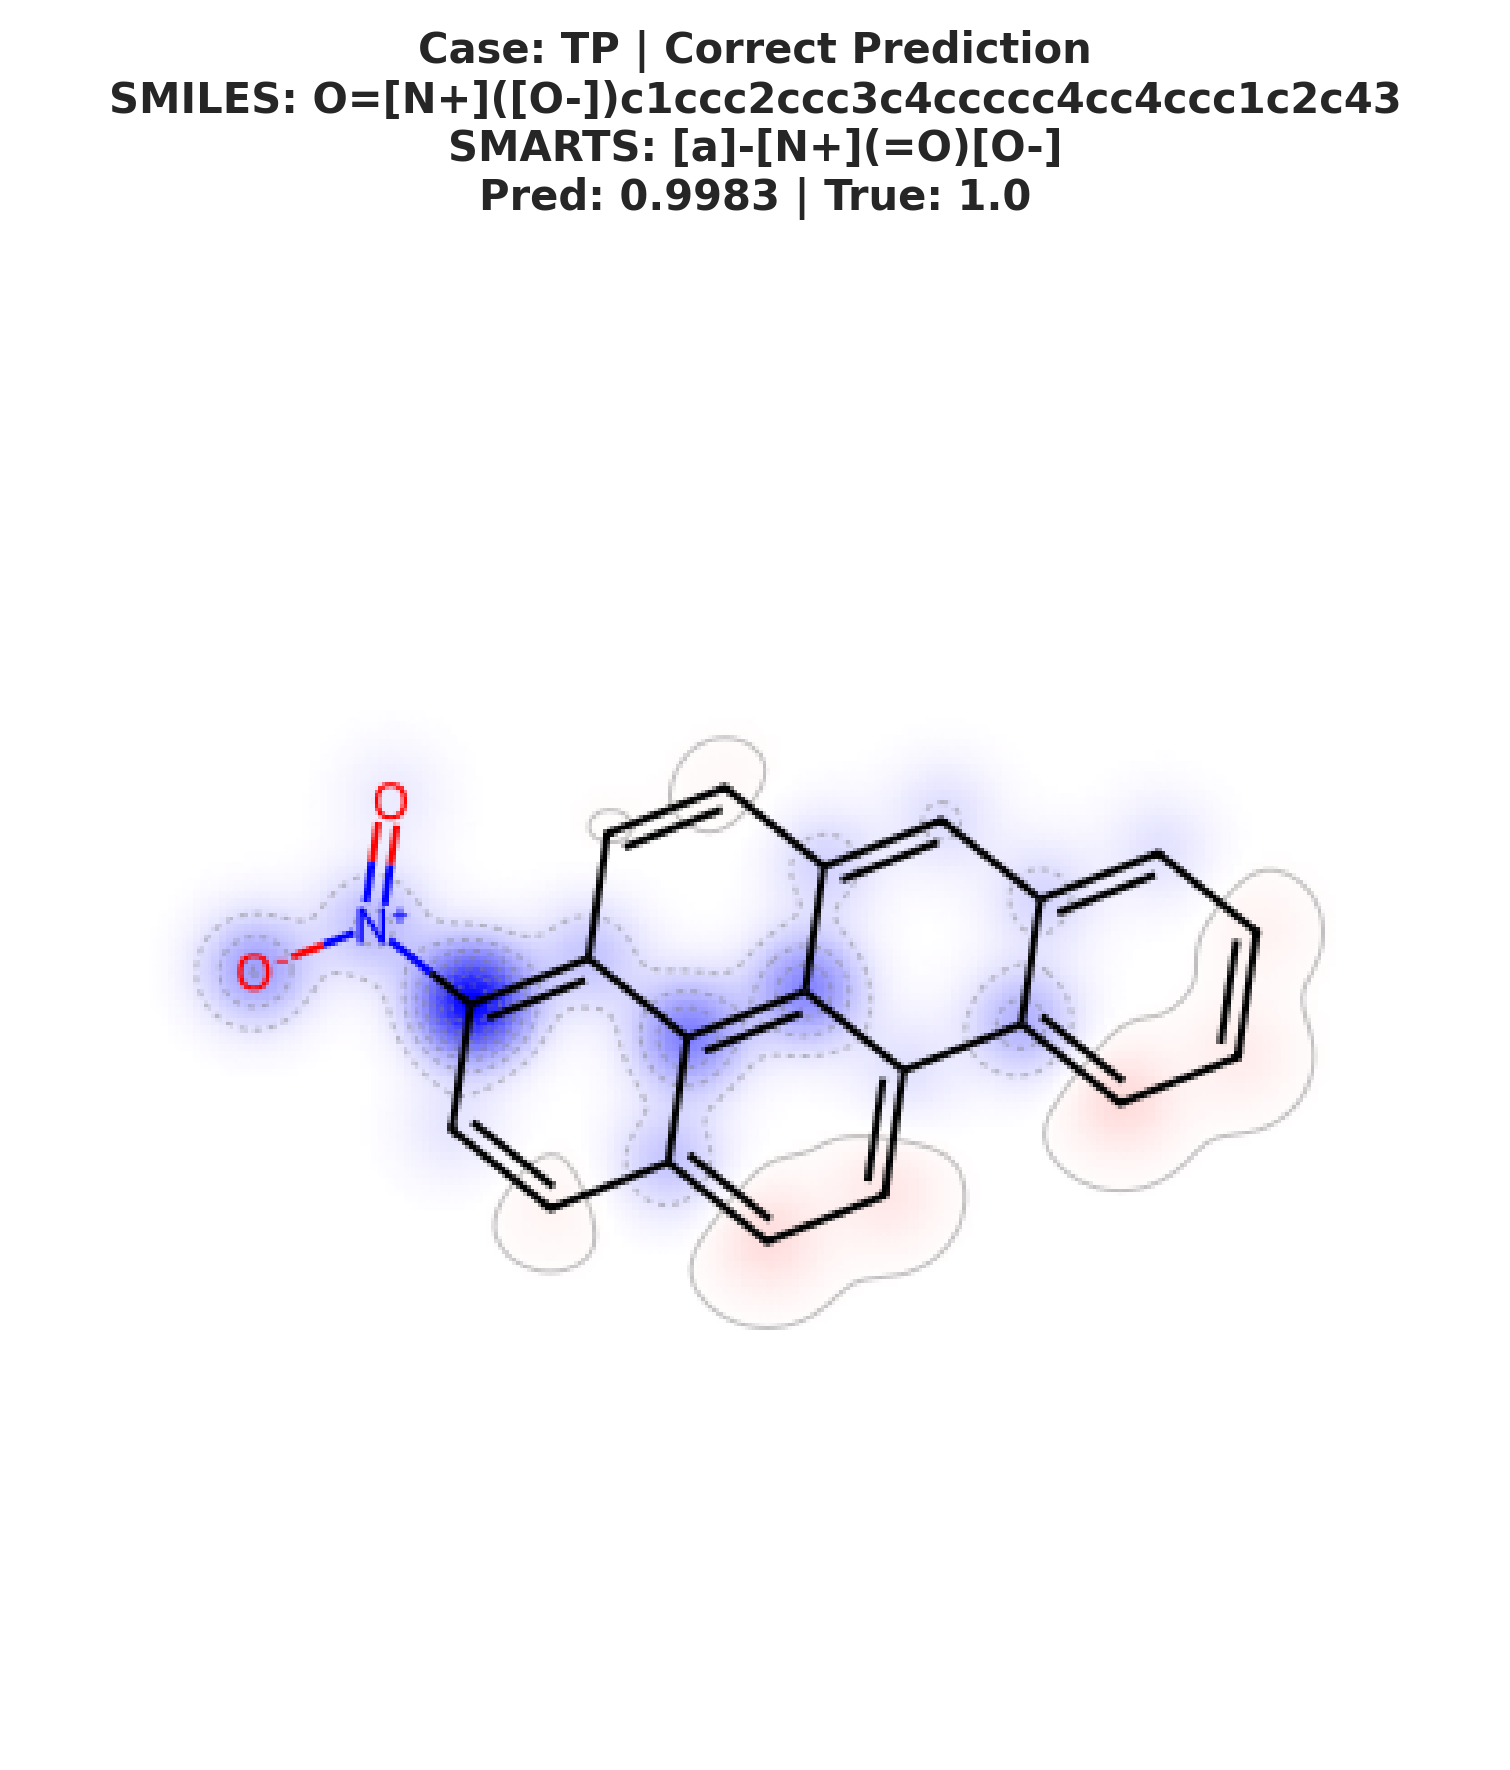 Case: TP | Correct Prediction
SMILES: O=[N+]([O-])c1ccc2ccc3c4ccccc4cc4ccc1c2c43
SMARTS: [a]-[N+](=O)[O-]
Pred: 0.9983 | True: 1.0
O
N+
O-